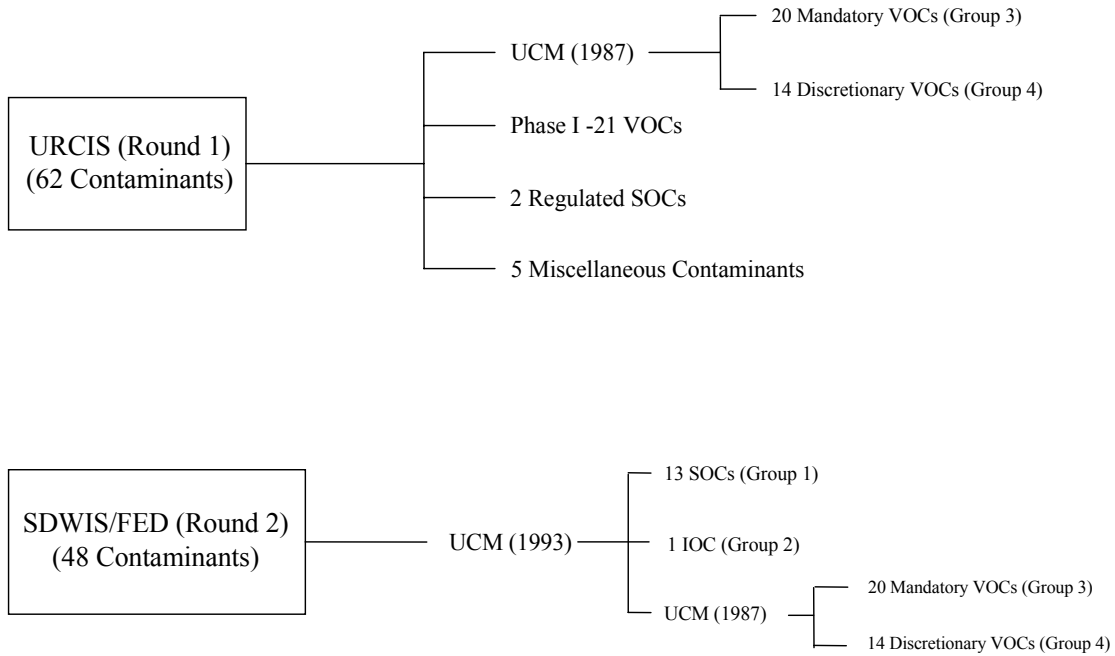 20 Mandatory VOCs (Group 3)
UCM (1987)
14 Discretionary VOCs (Group 4)
URCIS (Round 1)
(62 Contaminants)
Phase I -21 VOCs
2 Regulated SOCs
5 Miscellaneous Contaminants
13 SOCs (Group 1)
SDWIS/FED (Round 2)
(48 Contaminants)
UCM (1993)
1 IOC (Group 2)
UCM (1987)
20 Mandatory VOCs (Group 3)
14 Discretionary VOCs (Group 4)